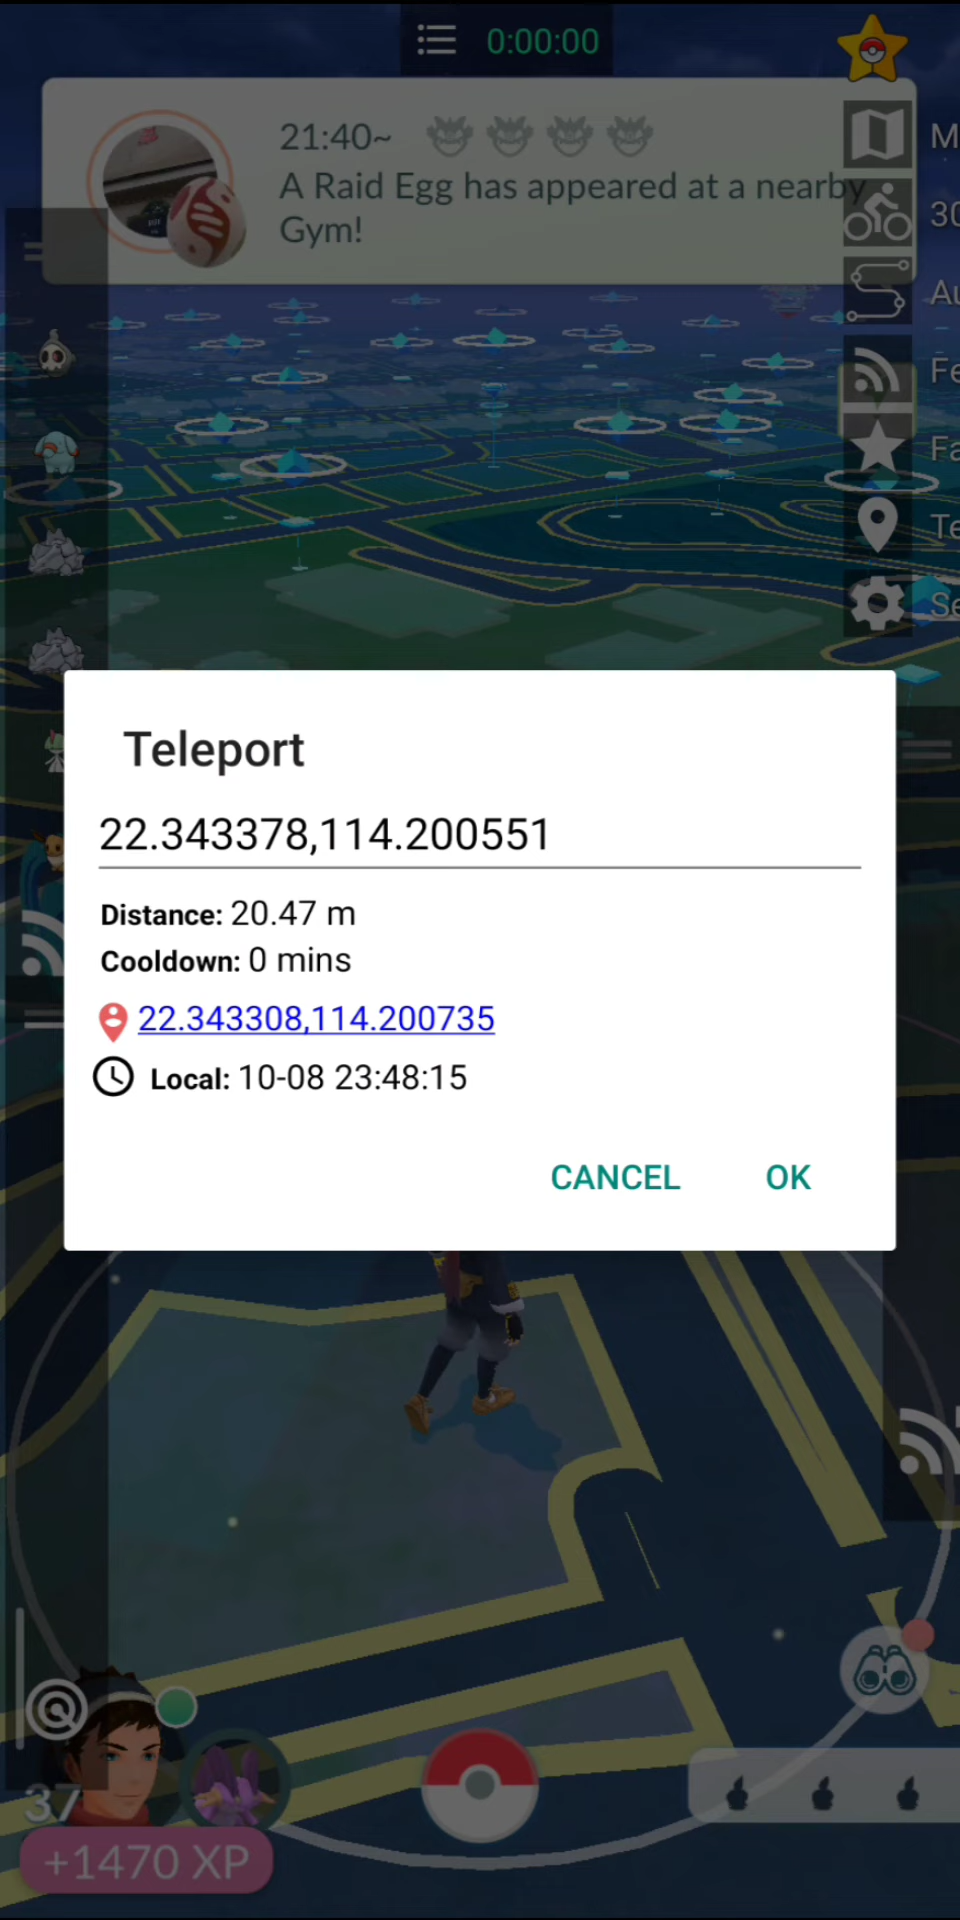 0:00:00
21:40~
A Raid Egg has appeared at a nearby
Gym!
M
30
Au
Fe
Fa
Te
Se
Teleport
22.343378,114.200551
Distance: 20.47 m
Cooldown: 0 mins
22.343308,114.200735
Local: 10-08 23:48:15
CANCEL OK
37
+1470 XP